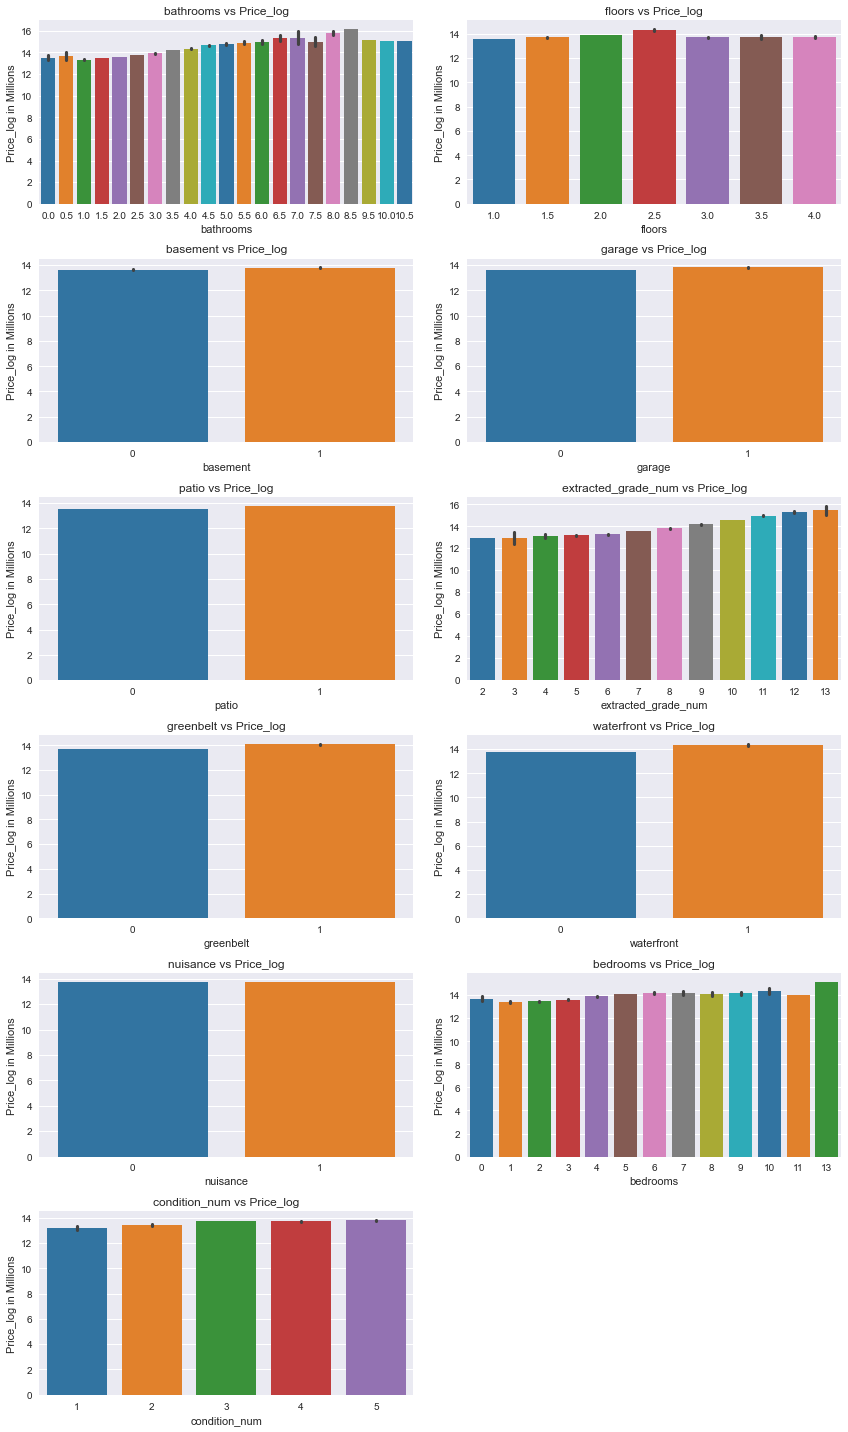 bathrooms vs Price_log
Price_log in Millions
16
14
12
10
8
6
4
2
0
0.0 0.5 1.0 1.5 2.0 2.5 3.0 3.5 4.0 4.5 5.0 5.5 6.0 6.5 7.0 7.5 8.0 8.5 9.5 10.0 10.5
bathrooms
floors vs Price_log
Price_log in Millions
14
12
10
8
6
4
2
0
1.0 1.5 2.0 2.5 3.0 3.5 4.0
floors
basement vs Price_log
Price_log in Millions
14
12
10
8
6
4
2
0
0 1
basement
garage vs Price_log
Price_log in Millions
14
12
10
8
6
4
2
0
0 1
garage
patio vs Price_log
Price_log in Millions
14
12
10
8
6
4
2
0
0 1
patio
extracted_grade_num vs Price_log
Price_log in Millions
16
14
12
10
8
6
4
2
0
2 3 4 5 6 7 8 9 10 11 12 13
extracted_grade_num
greenbelt vs Price_log
Price_log in Millions
14
12
10
8
6
4
2
0
0 1
greenbelt
waterfront vs Price_log
Price_log in Millions
14
12
10
8
6
4
2
0
0 1
waterfront
nuisance vs Price_log
Price_log in Millions
14
12
10
8
6
4
2
0
0 1
nuisance
bedrooms vs Price_log
Price_log in Millions
14
12
10
8
6
4
2
0
0 1 2 3 4 5 6 7 8 9 10 11 13
bedrooms
condition_num vs Price_log
Price_log in Millions
14
12
10
8
6
4
2
0
1 2 3 4 5
condition_num